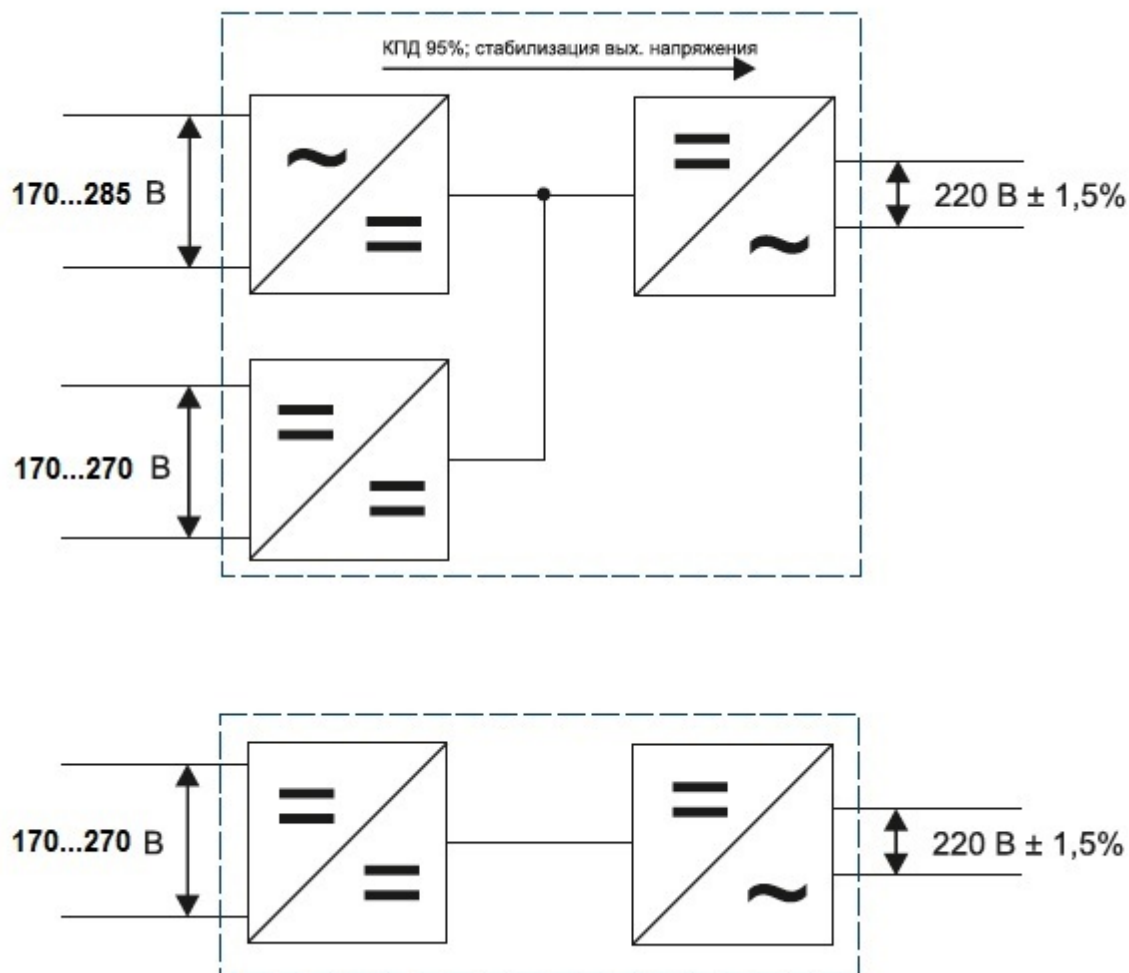 КПД 95%; стабилизация вых. напряжения
170...285 В
220 В ± 1,5%
170...270 В
170...270 В
220 В ± 1,5%